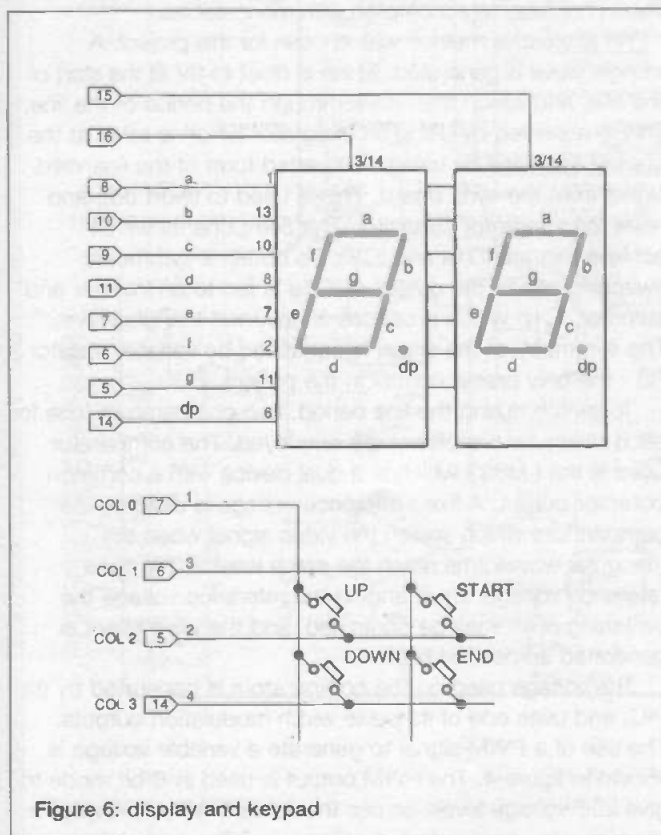 15
16
3/14 3/14
8 a. 1
10 b 13
9 c 10
11 d 8
7 e 7
6 f 2
5 g 11
14 dp 6
a a
f b f b
g g
e c e c
d dp d dp
COL 0 7 1
COL 1 6 3
UP START
COL 2 5 2
DOWN END
COL 3 14 4
Figure 6: display and keypad